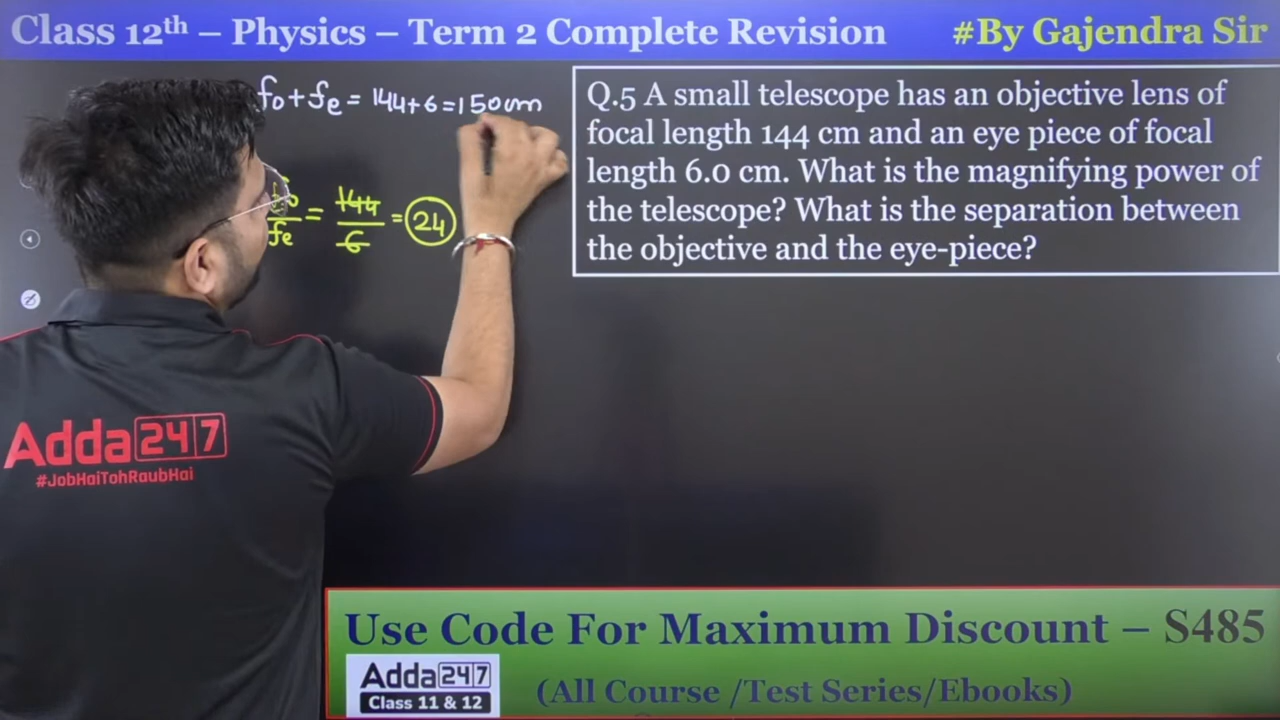 Class 12th – Physics – Term 2 Complete Revision #By Gajendra Sir
fo+fe = 144+6=150cm
Q.5 A small telescope has an objective lens of
focal length 144 cm and an eye piece of focal
length 6.0 cm. What is the magnifying power of
the telescope? What is the separation between
the objective and the eye-piece?
fo/fe = 144/6 = 24
Adda247
#JobHaiTohRaubHai
Use Code For Maximum Discount – S485
Adda247
Class 11 & 12
(All Course /Test Series/Ebooks)